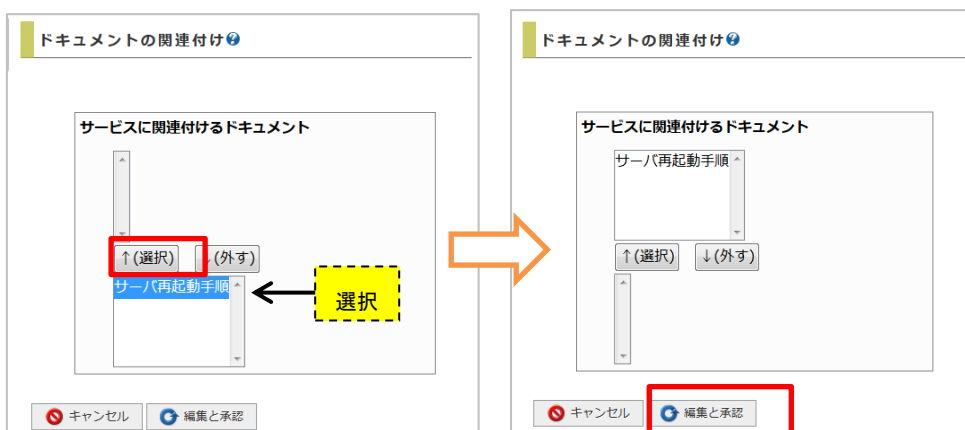 ドキュメントの関連付け
サービスに関連付けるドキュメント
↑(選択) ↓(外す)
サーバ再起動手順
選択
キャンセル 編集と承認
ドキュメントの関連付け
サービスに関連付けるドキュメント
サーバ再起動手順
↑(選択) ↓(外す)
キャンセル 編集と承認